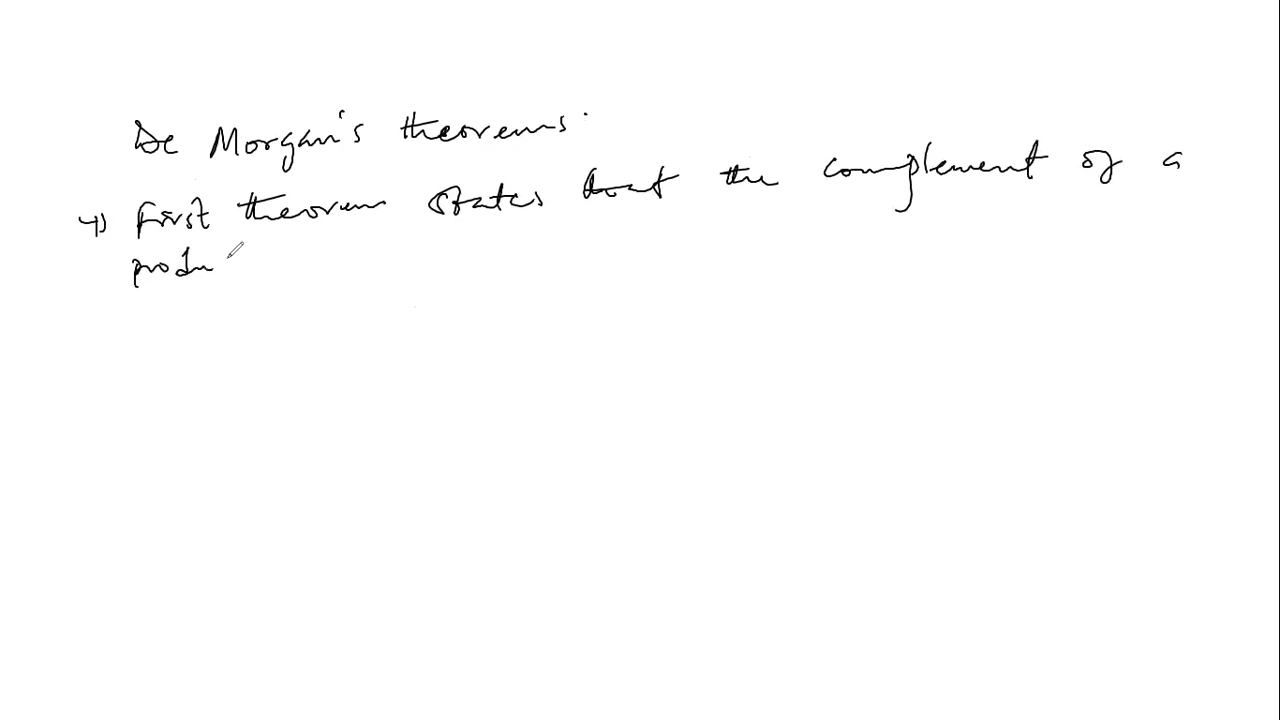 De Morgan's theorems.
4) First theorem states that the complement of a
produ